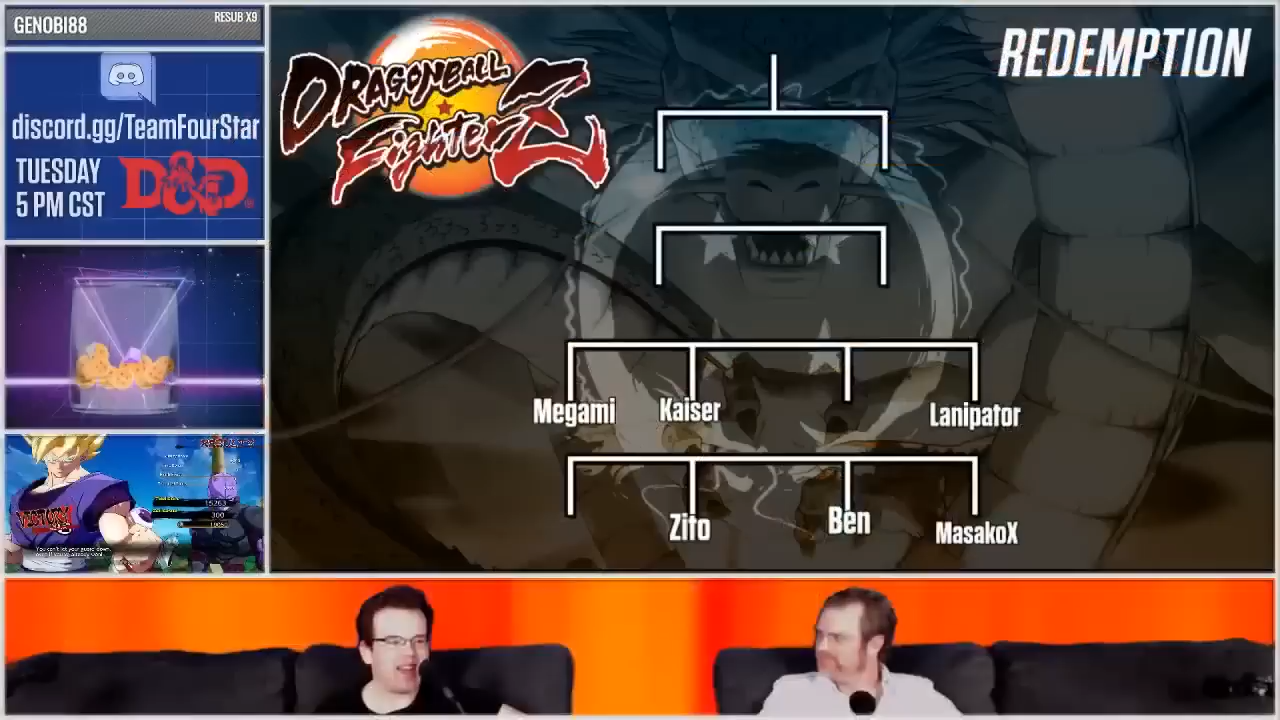 GENOBI88
RESUB X9
discord.gg/TeamFourStar
TUESDAY
5 PM CST
D&D
DRAGONBALL
FighterZ
REDEMPTION
Megami
Kaiser
Lanipator
Zito
Ben
MasakoX